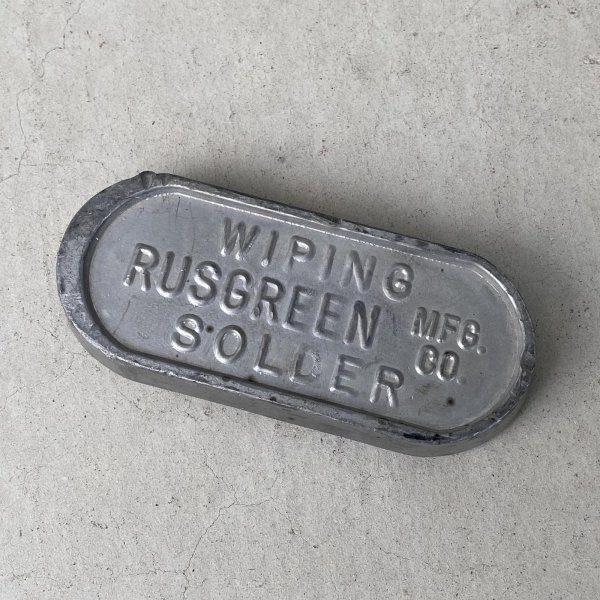 WIPING
RUSGREEN MFG. CO.
SOLDER